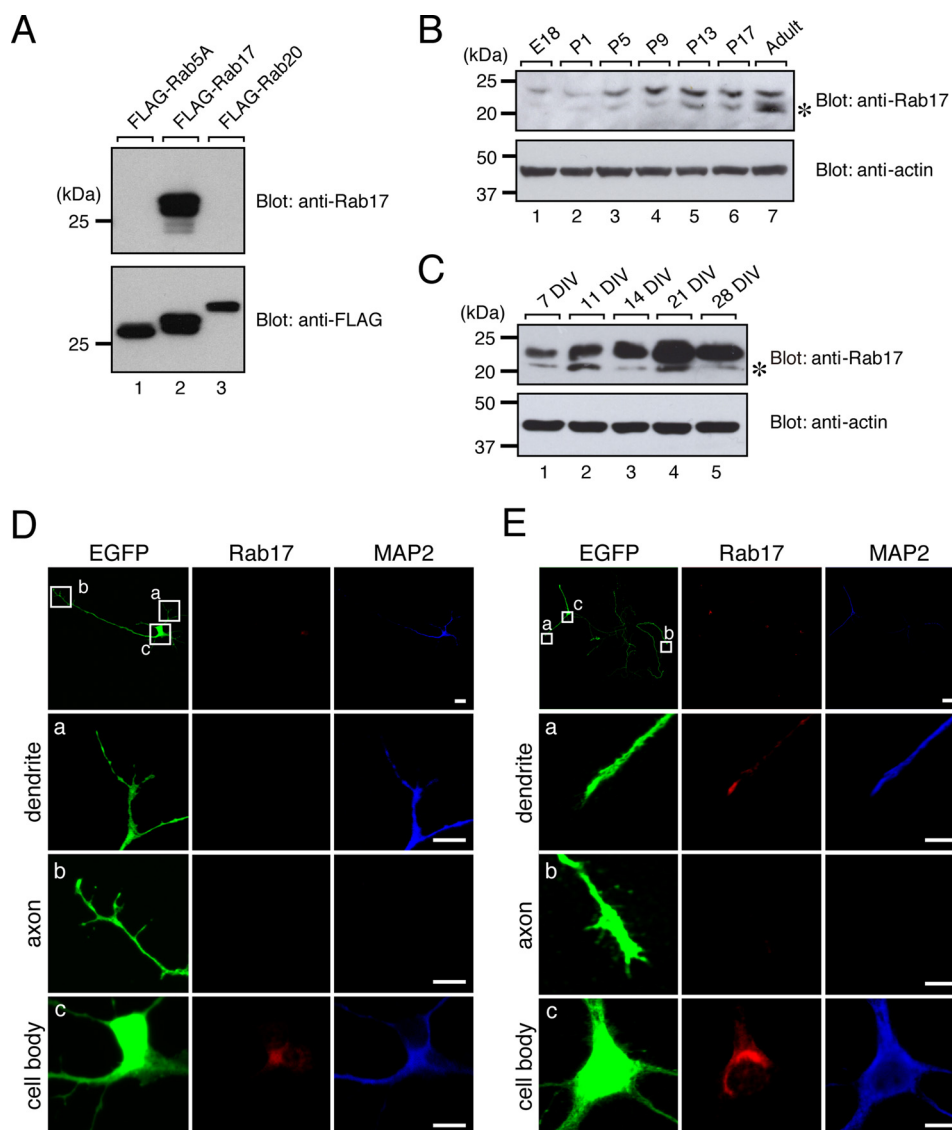 A
FLAG-Rab5A
FLAG-Rab17
FLAG-Rab20
(kDa)
25
Blot: anti-Rab17
25
Blot: anti-FLAG
1 2 3
B
(kDa)
E18 P1 P5 P9 P13 P17 Adult
25
20
Blot: anti-Rab17
*
50
37
Blot: anti-actin
1 2 3 4 5 6 7
C
(kDa)
7 DIV 11 DIV 14 DIV 21 DIV 28 DIV
25
20
Blot: anti-Rab17
*
50
37
Blot: anti-actin
1 2 3 4 5
D
EGFP Rab17 MAP2
b a
c
dendrite
a
axon
b
cell body
c
E
EGFP Rab17 MAP2
a c b
dendrite
a
axon
b
cell body
c